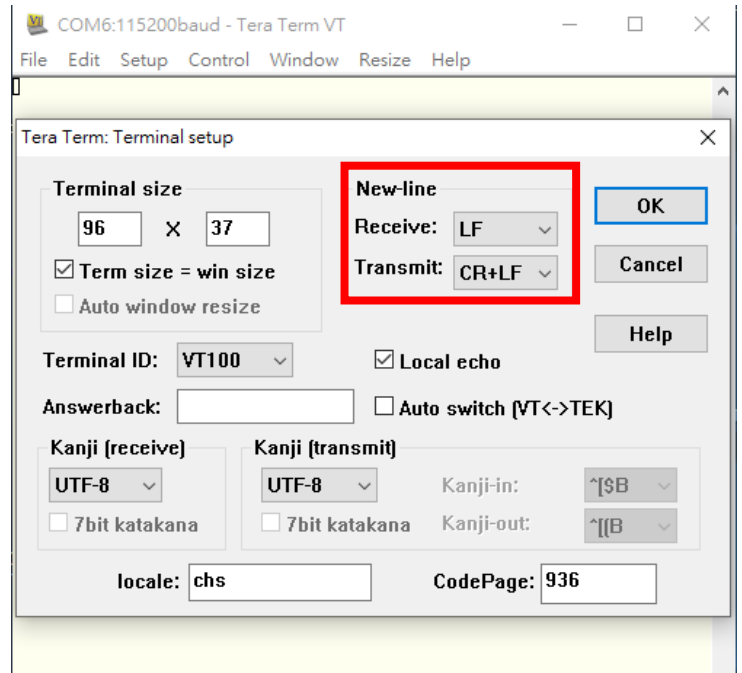 COM6:115200baud - Tera Term VT
File Edit Setup Control Window Resize Help
Tera Term: Terminal setup
Terminal size
96 X 37
Term size = win size
Auto window resize
New-line
Receive: LF
Transmit: CR+LF
OK
Cancel
Help
Terminal ID: VT100
Local echo
Answerback:
Auto switch (VT<->TEK)
Kanji (receive)
UTF-8
7bit katakana
Kanji (transmit)
UTF-8
7bit katakana
Kanji-in: ^[$B
Kanji-out: ^[(B
locale: chs
CodePage: 936